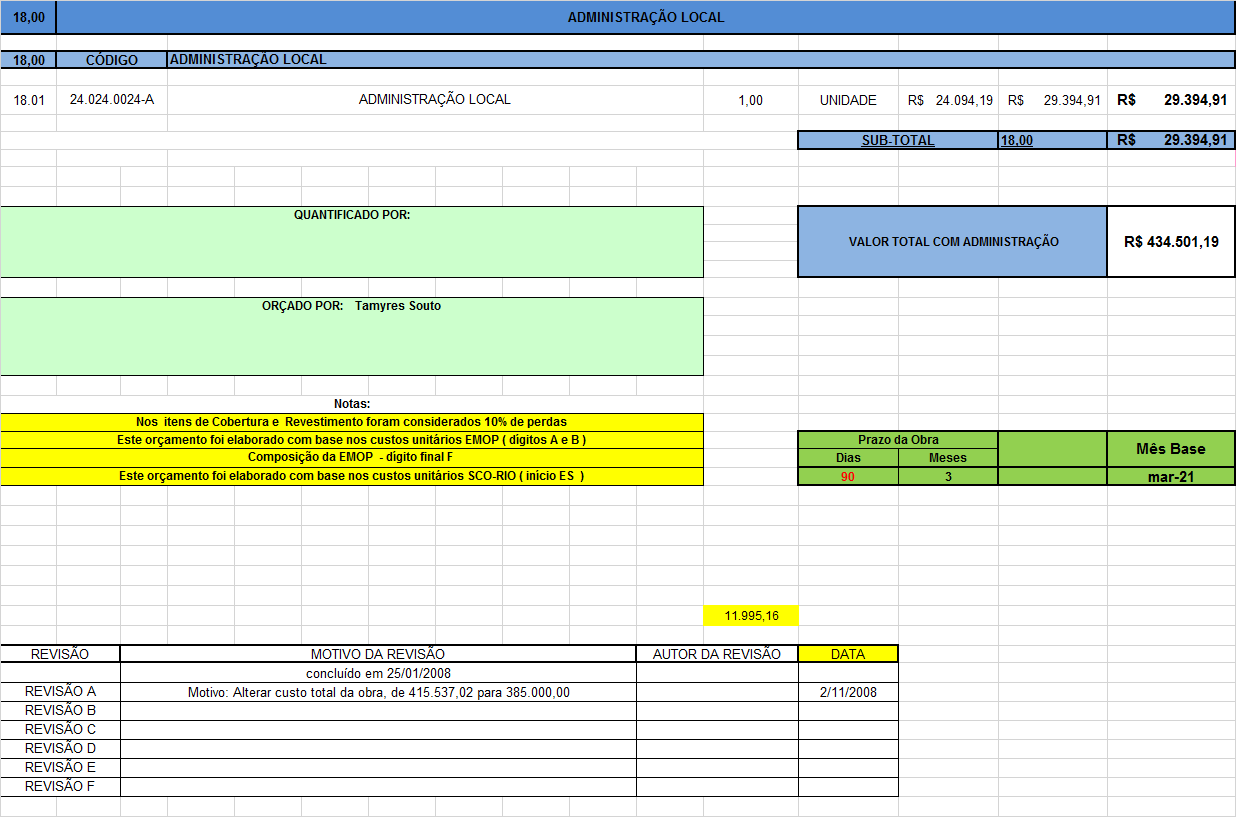 18,00 ADMINISTRAÇÃO LOCAL
18,00 CÓDIGO ADMINISTRAÇÃO LOCAL
18.01 24.024.0024-A ADMINISTRAÇÃO LOCAL 1,00 UNIDADE R$ 24.094,19 R$ 29.394,91 R$ 29.394,91
SUB-TOTAL 18,00 R$ 29.394,91
QUANTIFICADO POR:
VALOR TOTAL COM ADMINISTRAÇÃO R$ 434.501,19
ORÇADO POR: Tamyres Souto
Notas:
Nos itens de Cobertura e Revestimento foram considerados 10% de perdas
Este orçamento foi elaborado com base nos custos unitários EMOP ( dígitos A e B )
Composição da EMOP - dígito final F
Este orçamento foi elaborado com base nos custos unitários SCO-RIO ( início ES )
Prazo da Obra Mês Base
Dias Meses
90 3 mar-21
11.995,16
REVISÃO MOTIVO DA REVISÃO AUTOR DA REVISÃO DATA
concluído em 25/01/2008
REVISÃO A Motivo: Alterar custo total da obra, de 415.537,02 para 385.000,00 2/11/2008
REVISÃO B
REVISÃO C
REVISÃO D
REVISÃO E
REVISÃO F